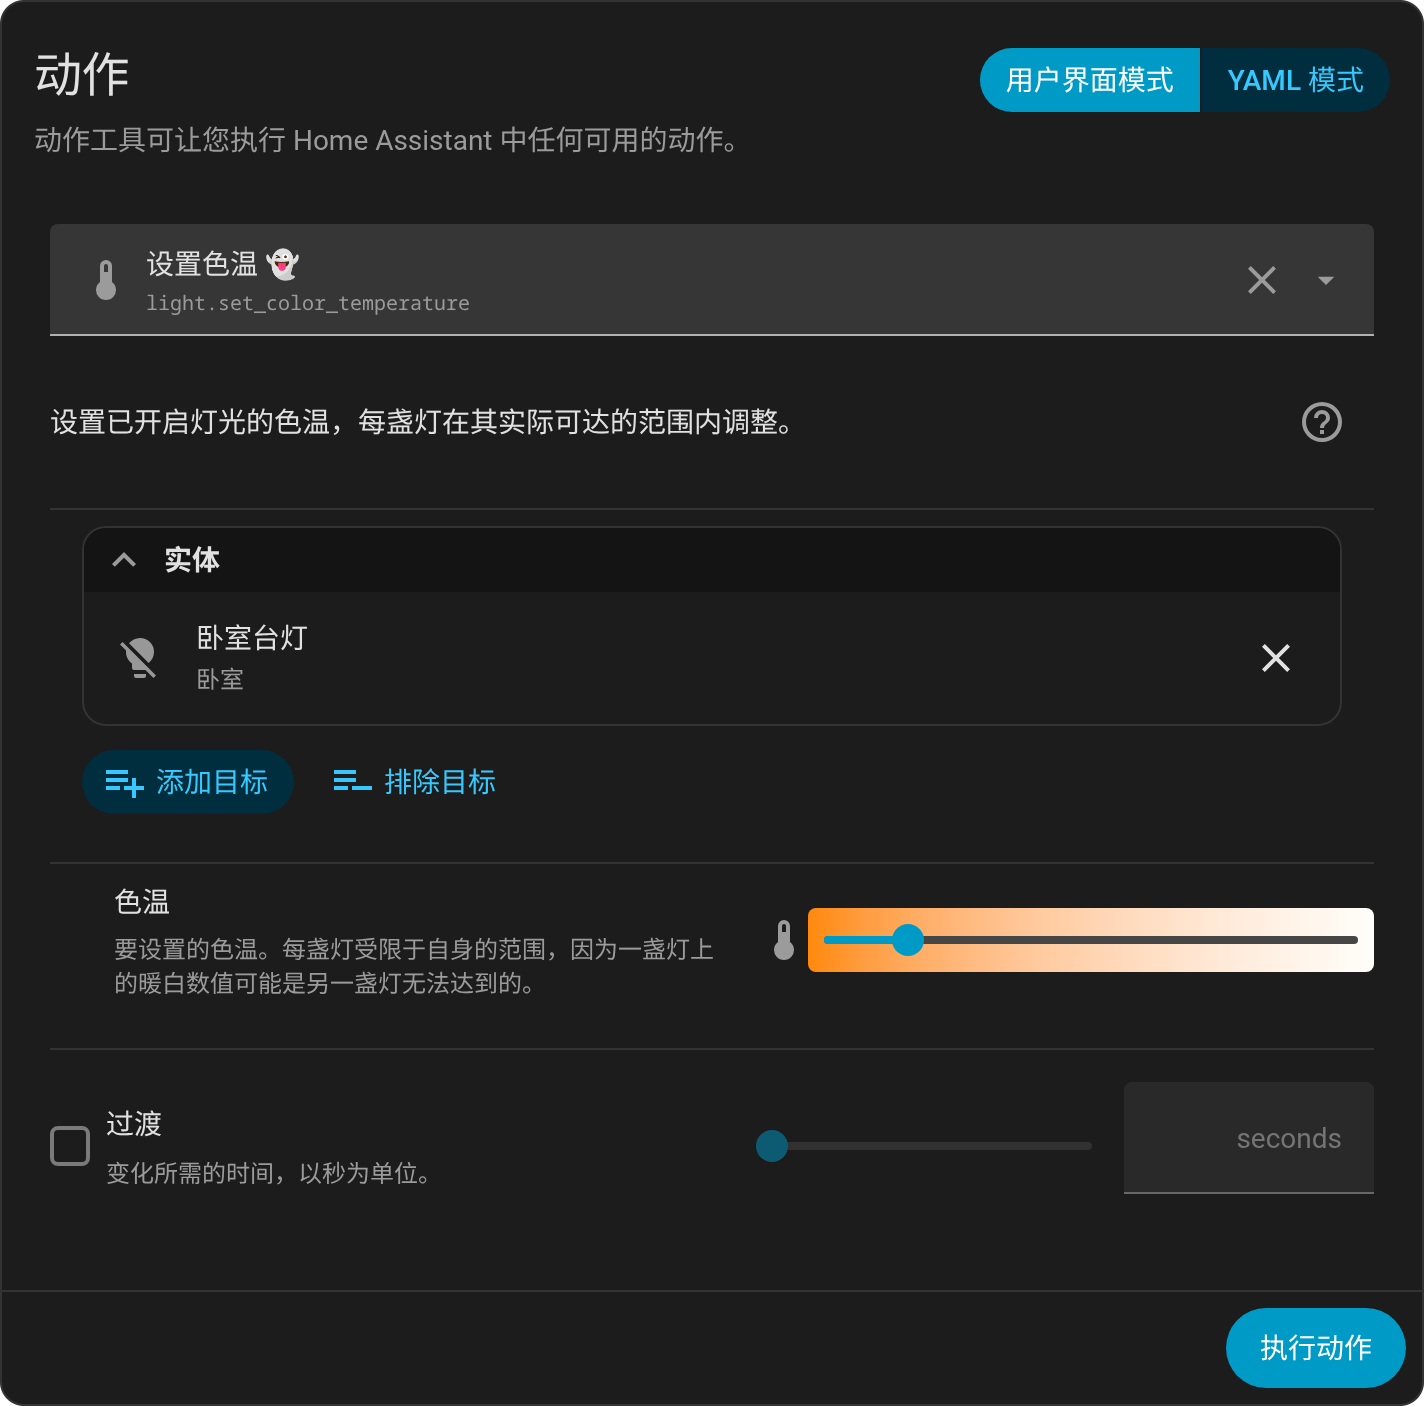 动作
用户界面模式
YAML 模式
动作工具可让您执行 Home Assistant 中任何可用的动作。
设置色温 👻
light.set_color_temperature
设置已开启灯光的色温，每盏灯在其实际可达的范围内调整。
实体
卧室台灯
卧室
添加目标
排除目标
色温
要设置的色温。每盏灯受限于自身的范围，因为一盏灯上
的暖白数值可能是另一盏灯无法达到的。
过渡
变化所需的时间，以秒为单位。
seconds
执行动作